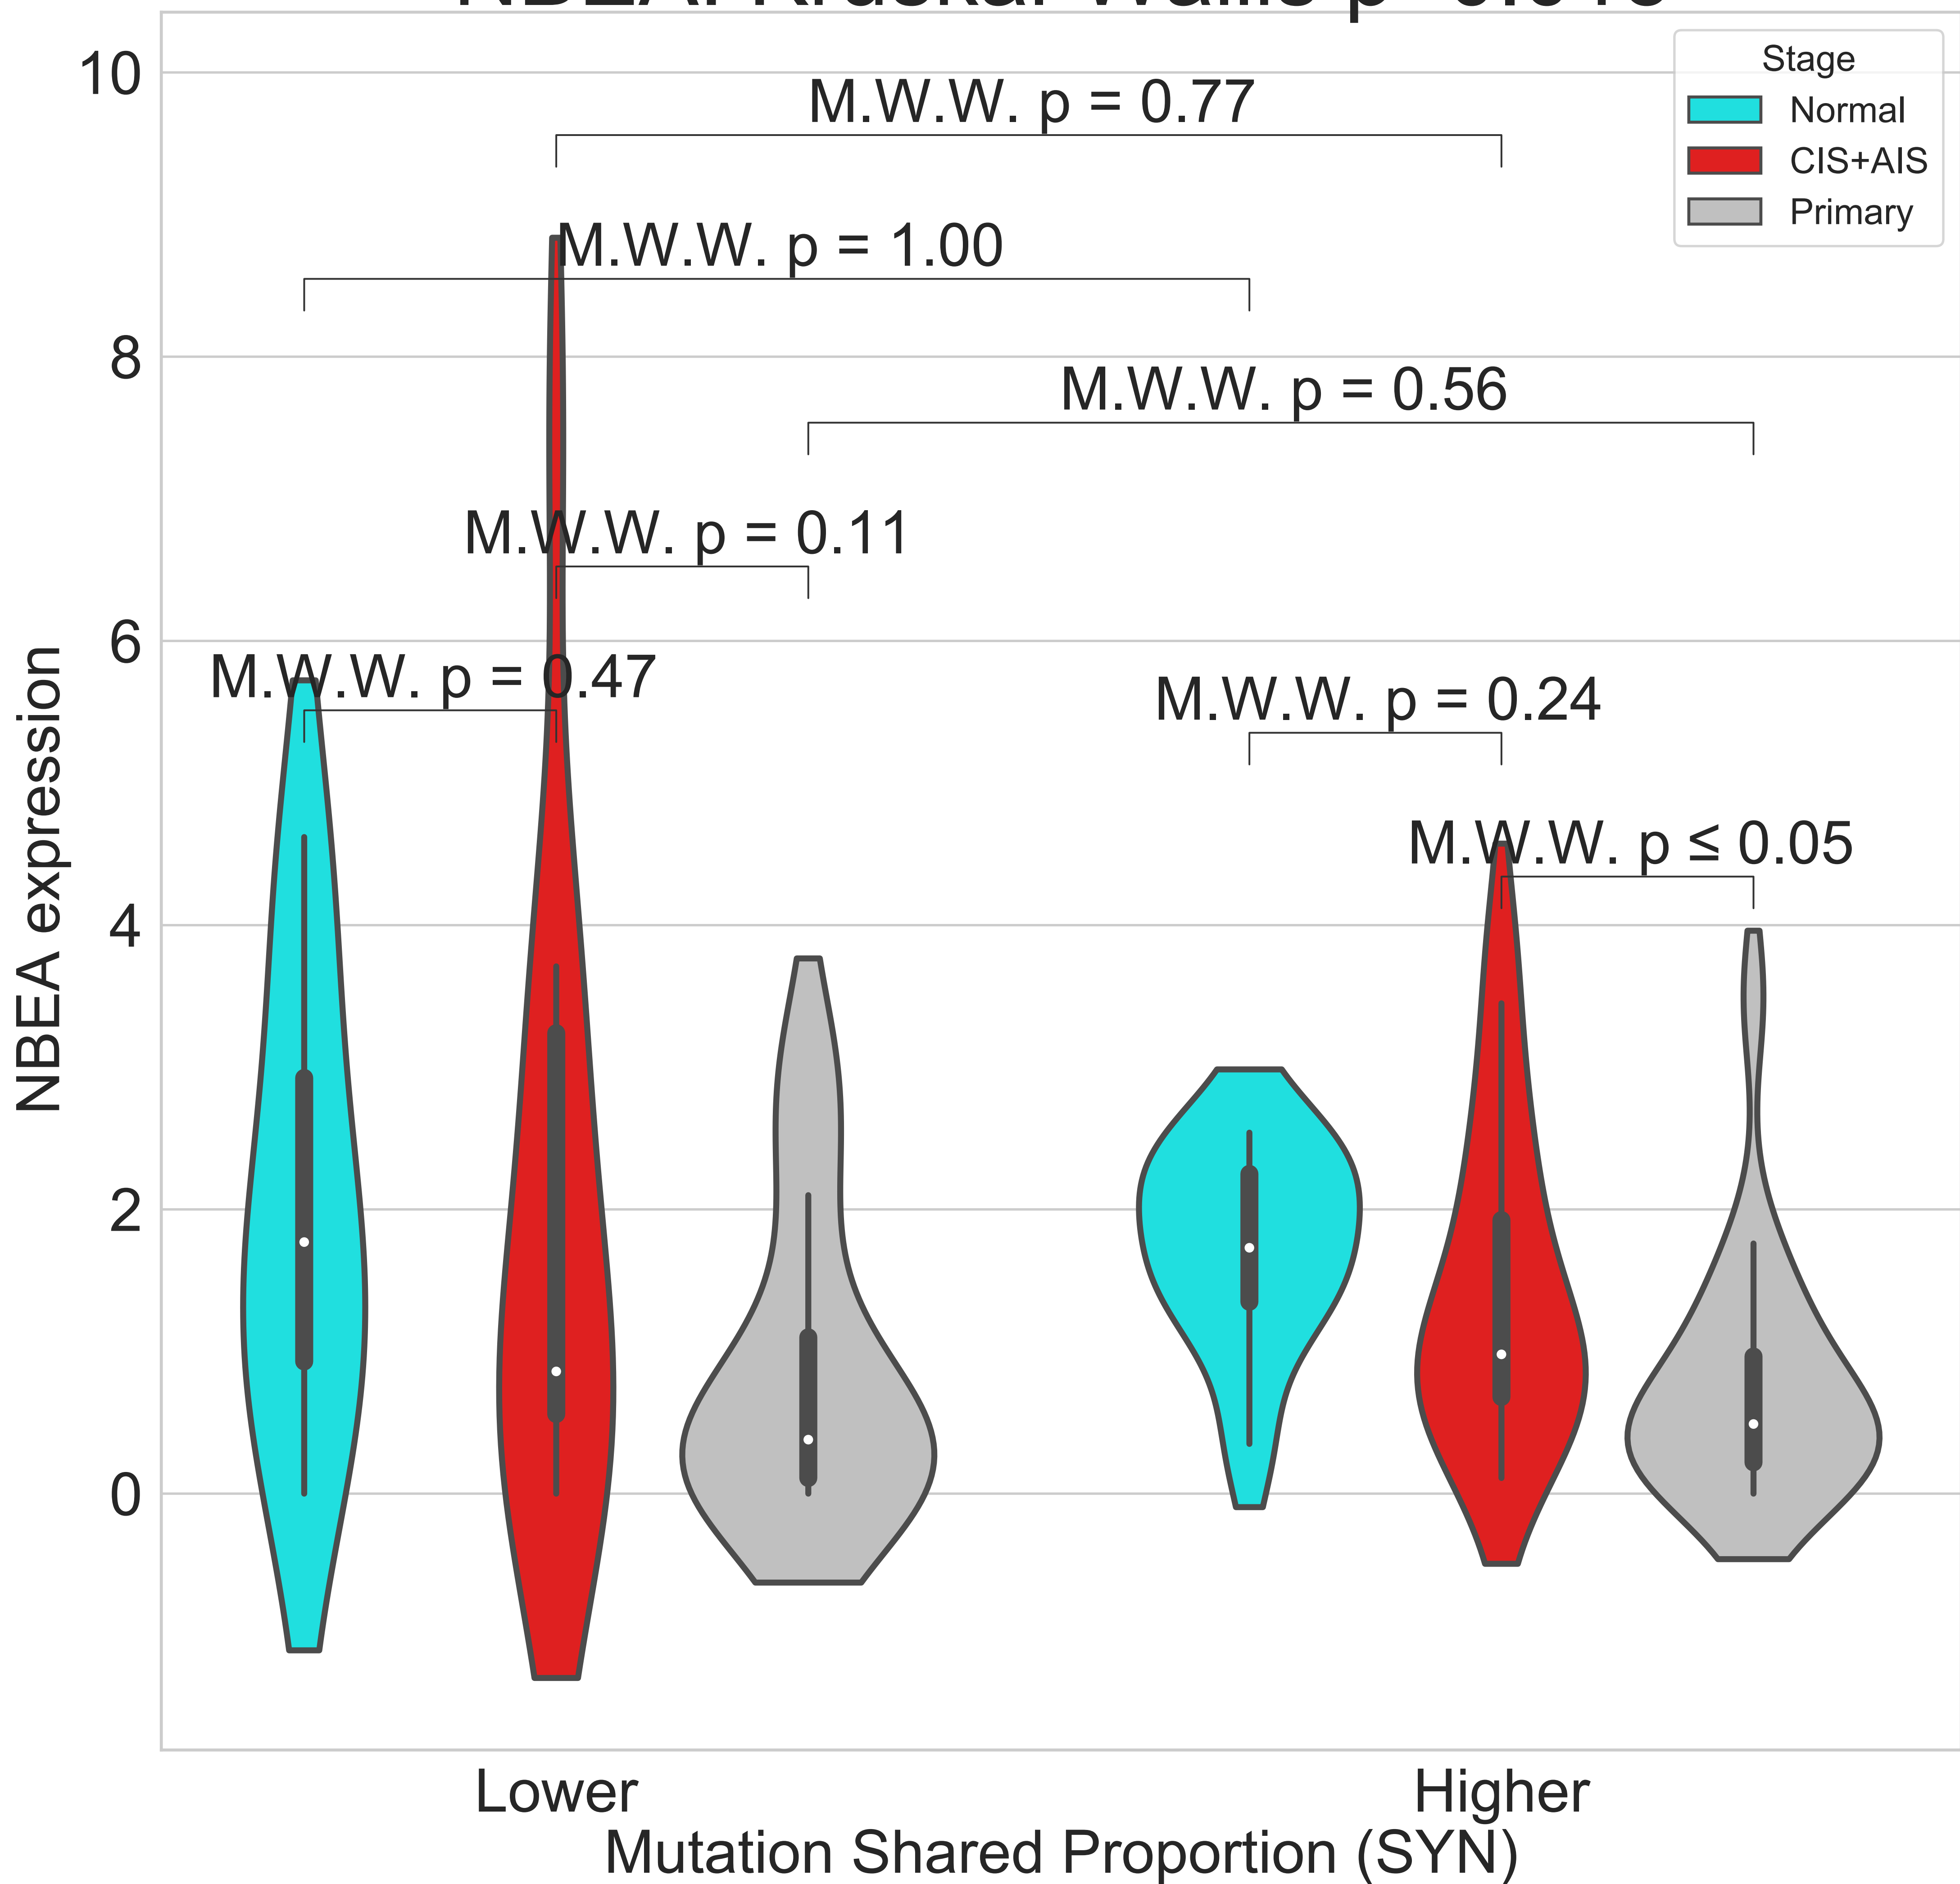 10
8
6
4
2
0
NBEA expression
M.W.W. p = 0.77
M.W.W. p = 1.00
M.W.W. p = 0.56
M.W.W. p = 0.11
M.W.W. p = 0.47
M.W.W. p = 0.24
M.W.W. p ≤ 0.05
Stage
Normal
CIS+AIS
Primary
Lower
Higher
Mutation Shared Proportion (SYN)